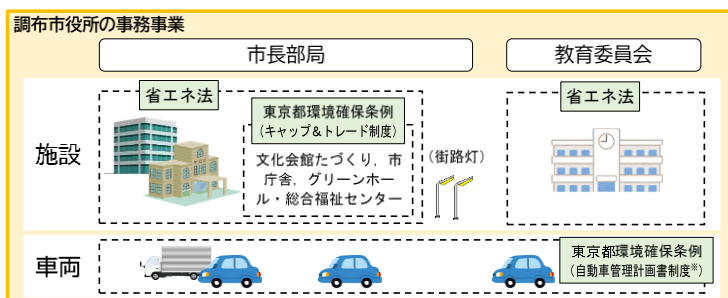 調布市役所の事務事業
市長部局
教育委員会
施設
省エネ法
東京都環境確保条例
(キャップ＆トレード制度)
文化会館たづくり，市
庁舎，グリーンホー
ル・総合福祉センター
(街路灯)
省エネ法
車両
東京都環境確保条例
(自動車管理計画書制度※)